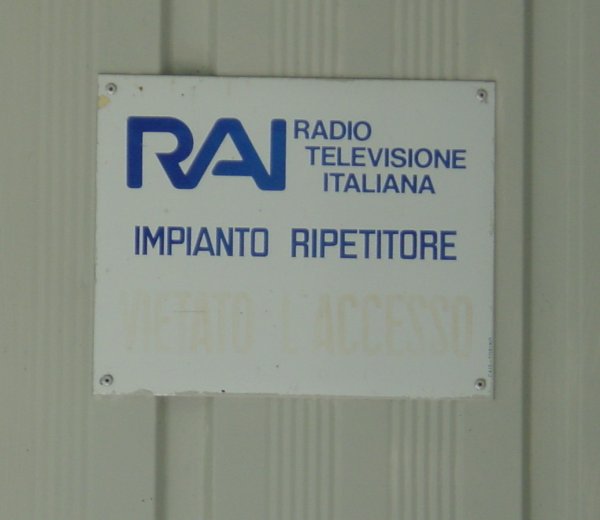 RAI RADIO
TELEVISIONE
ITALIANA
IMPIANTO RIPETITORE
VIETATO L'ACCESSO